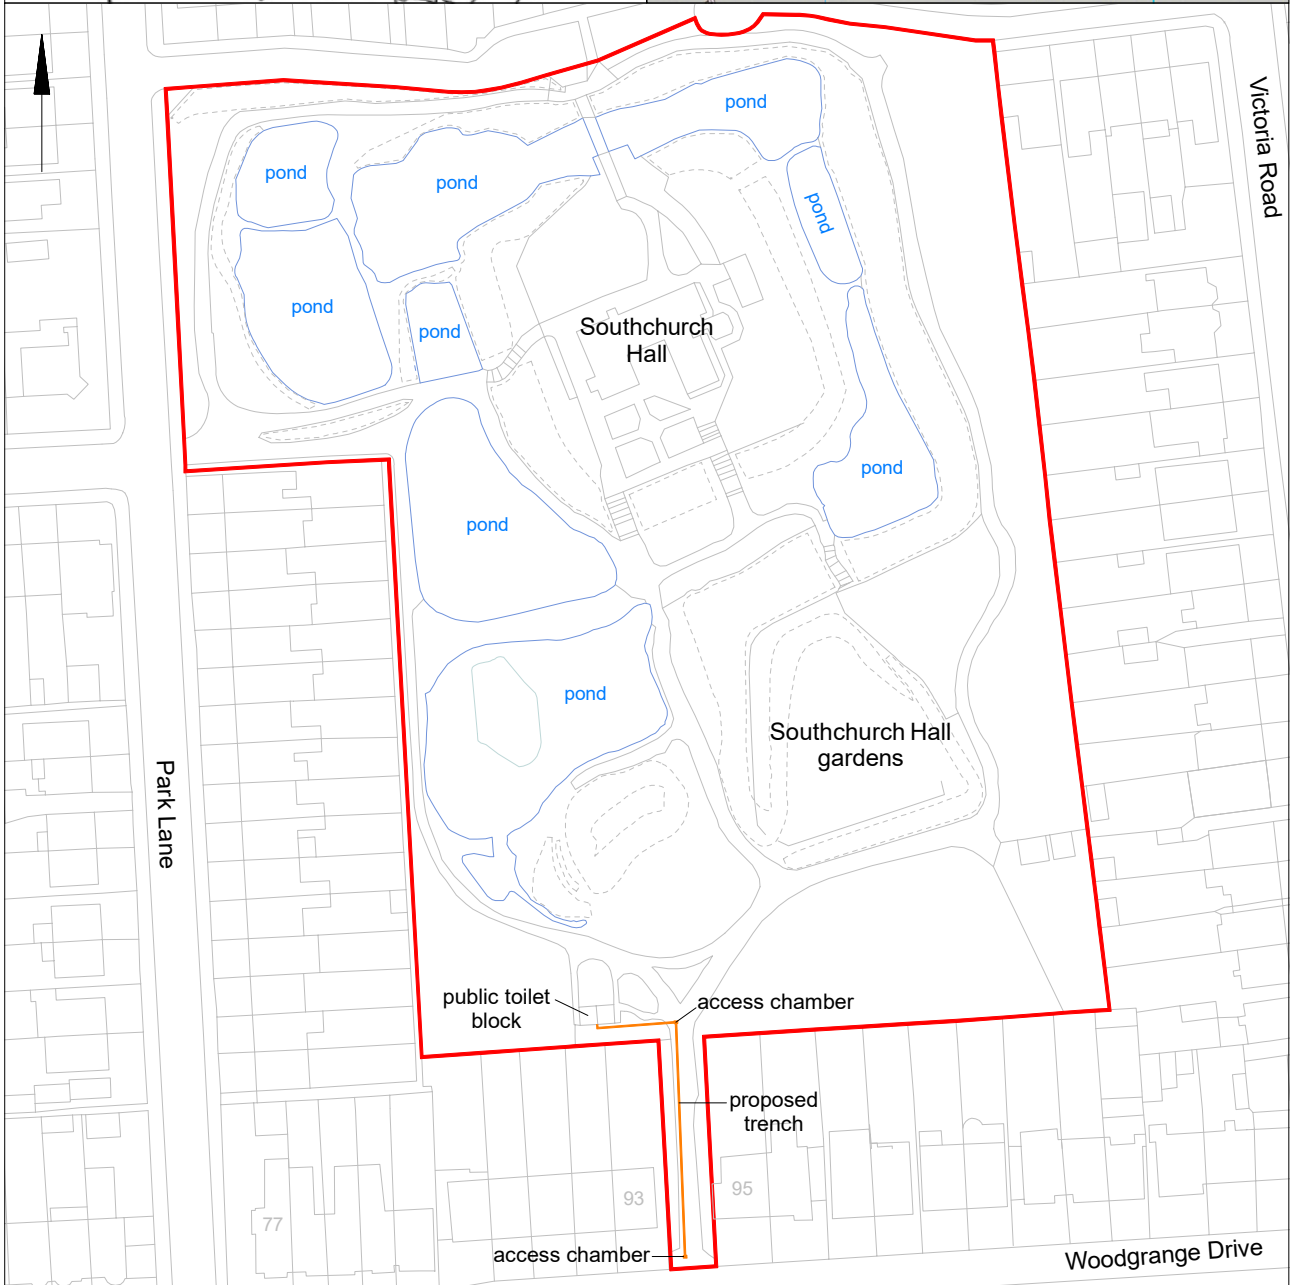 pond
Victoria Road
pond
pond
pond
pond
Southchurch
Hall
pond
pond
pond
pond
Southchurch Hall
gardens
Park Lane
public toilet
block
access chamber
proposed
trench
93
95
77
access chamber
Woodgrange Drive